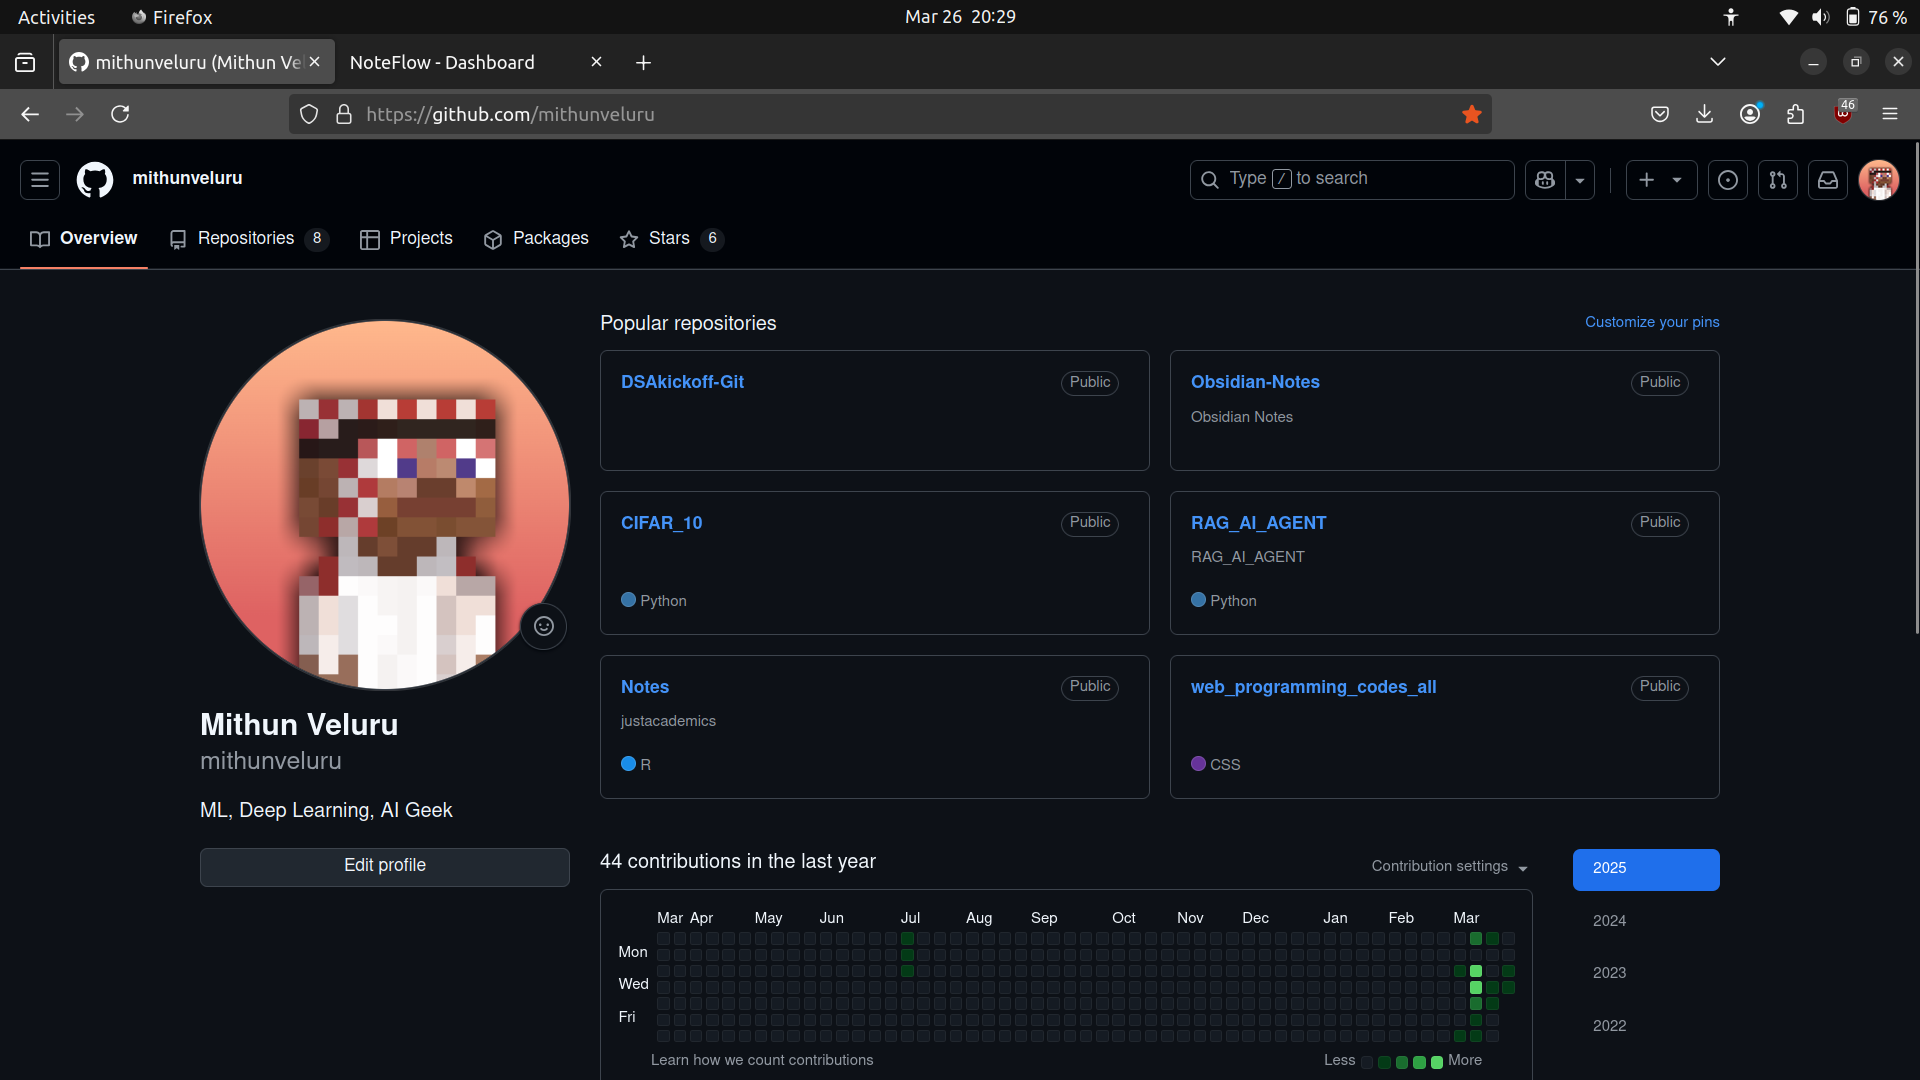 Activities Firefox Mar 26 20:29 76 %
mithunveluru (Mithun Ve NoteFlow - Dashboard
https://github.com/mithunveluru 46
mithunveluru Type / to search
Overview Repositories 8 Projects Packages Stars 6
Popular repositories Customize your pins
DSAkickoff-Git Public
Obsidian-Notes Public
Obsidian Notes
CIFAR_10 Public
Python
RAG_AI_AGENT Public
RAG_AI_AGENT
Python
Notes Public
justacademics
R
web_programming_codes_all Public
CSS
Mithun Veluru
mithunveluru
ML, Deep Learning, AI Geek
Edit profile
44 contributions in the last year Contribution settings
Mar Apr May Jun Jul Aug Sep Oct Nov Dec Jan Feb Mar
Mon
Wed
Fri
Learn how we count contributions Less More
2025
2024
2023
2022